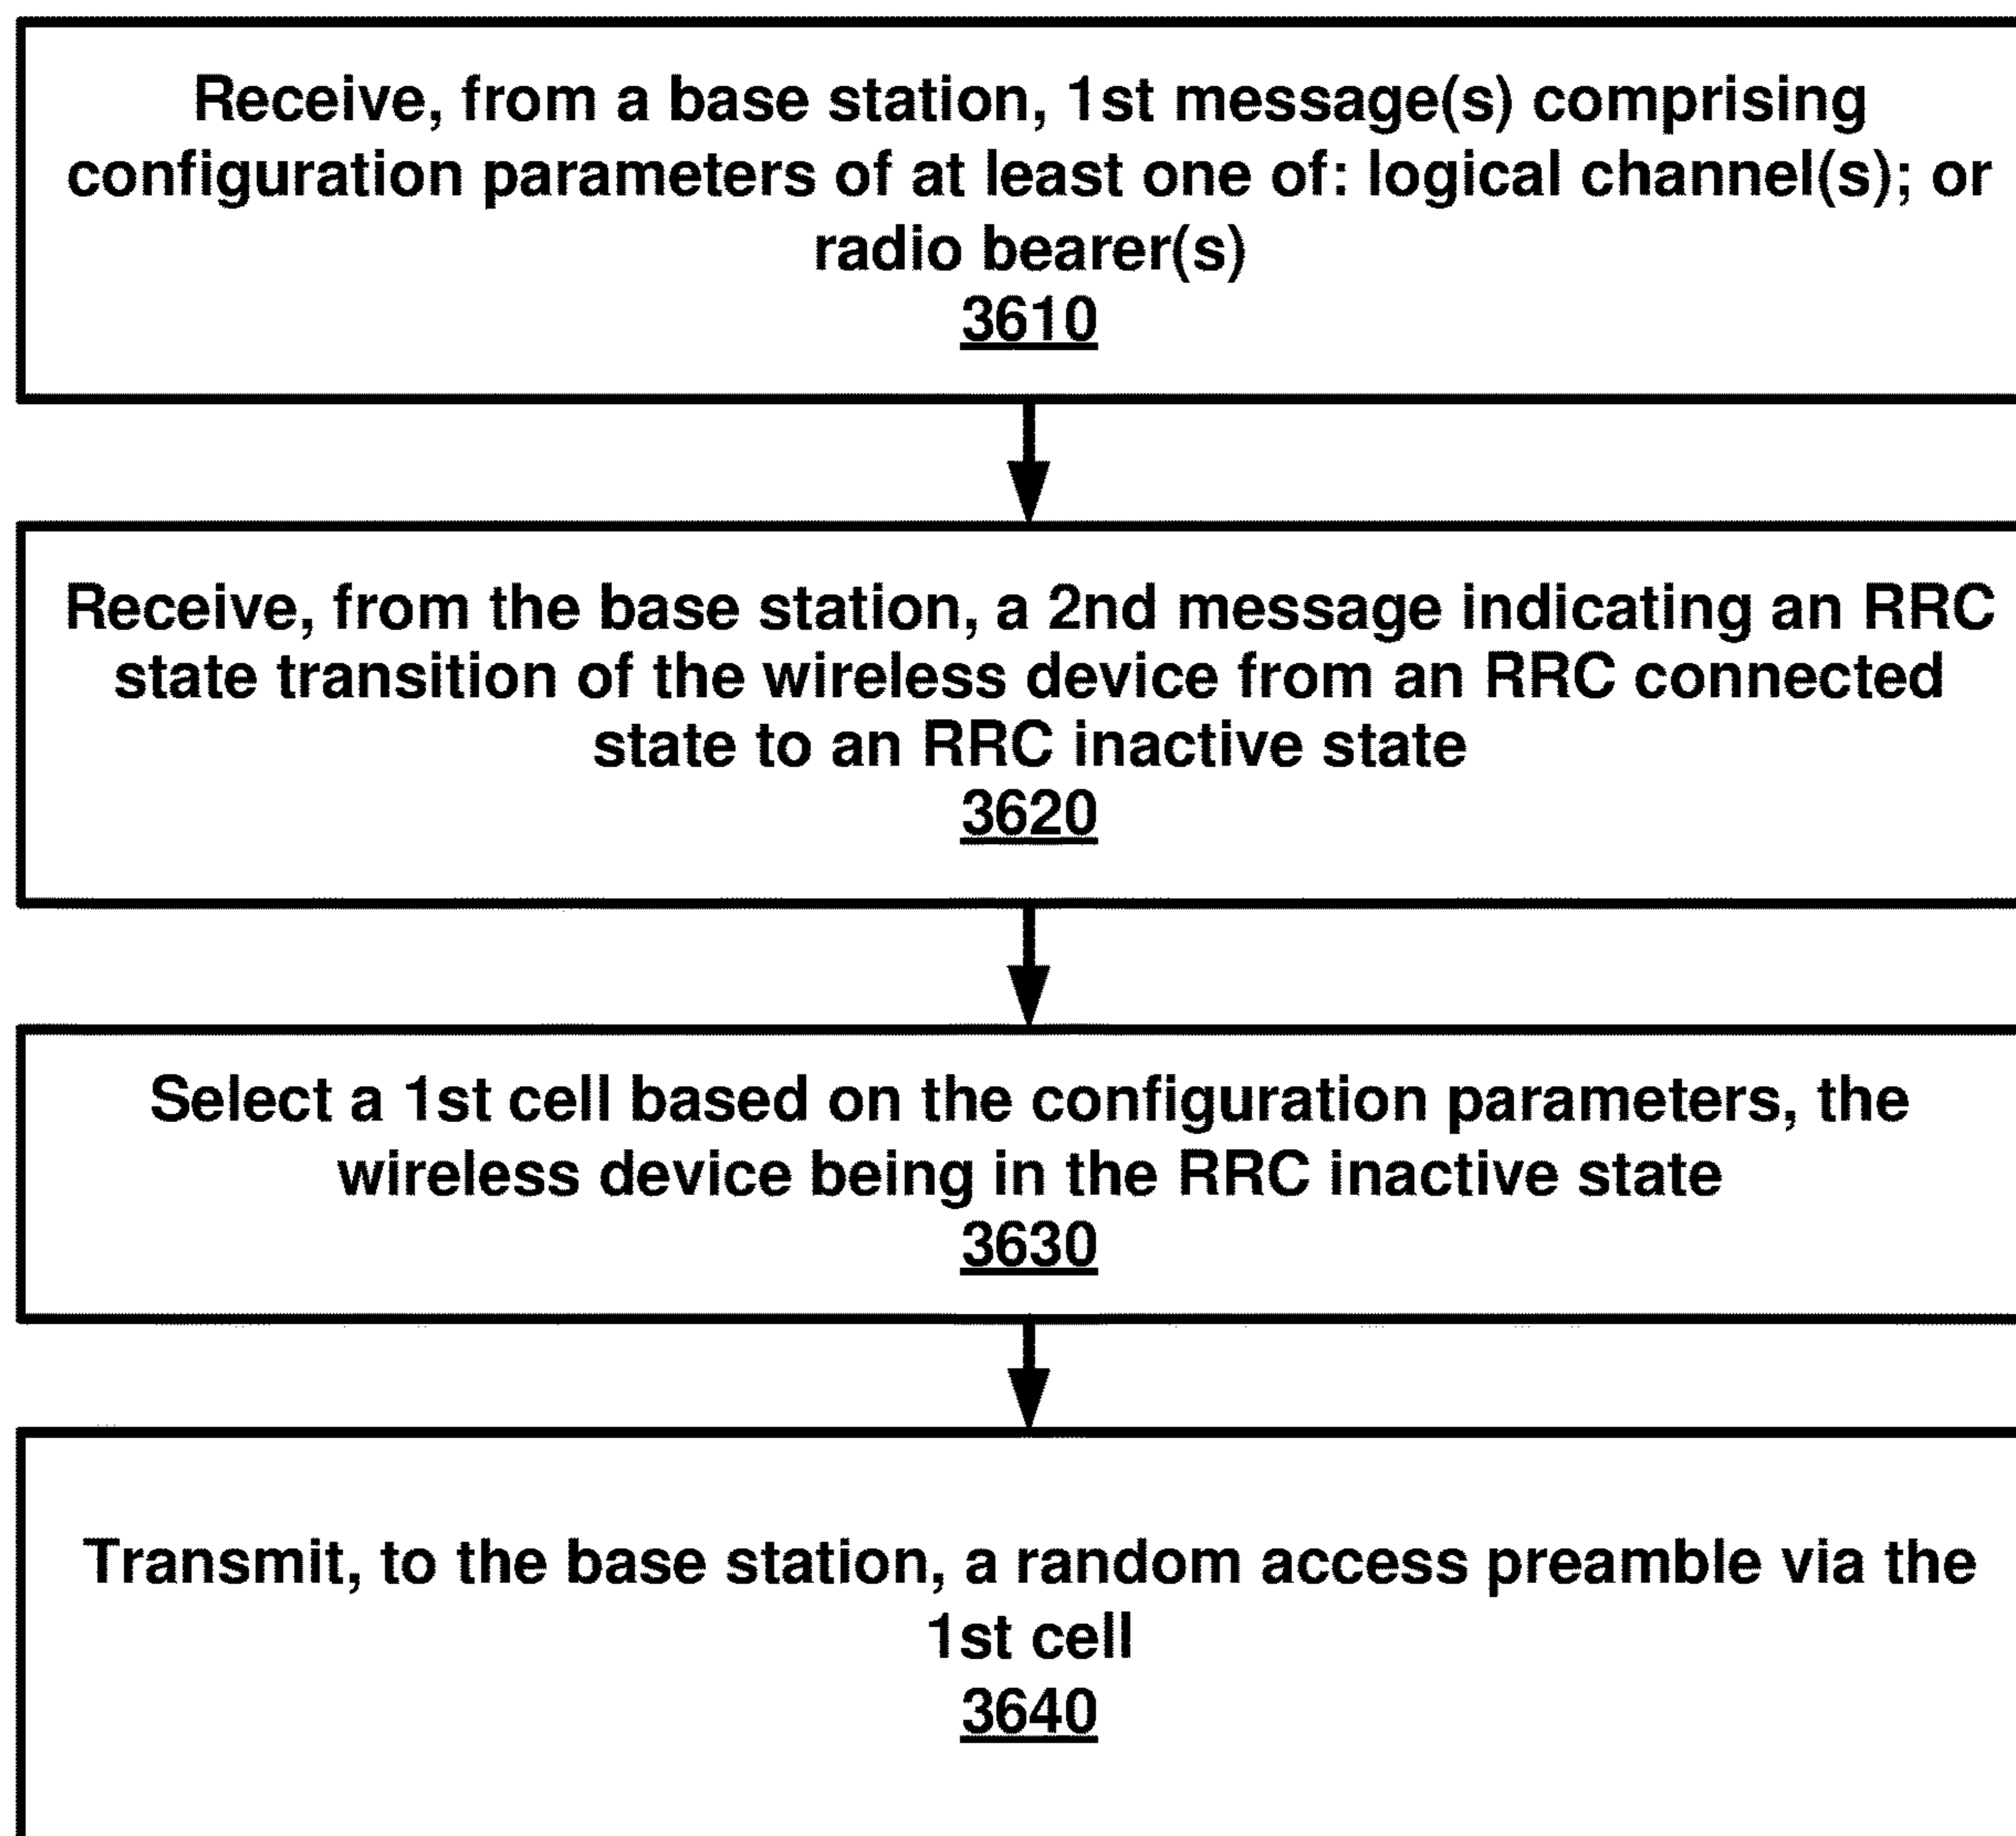 Receive, from a base station, 1st message(s) comprising
configuration parameters of at least one of: logical channel(s); or
radio bearer(s)
3610
Receive, from the base station, a 2nd message indicating an RRC
state transition of the wireless device from an RRC connected
state to an RRC inactive state
3620
Select a 1st cell based on the configuration parameters, the
wireless device being in the RRC inactive state
3630
Transmit, to the base station, a random access preamble via the
1st cell
3640